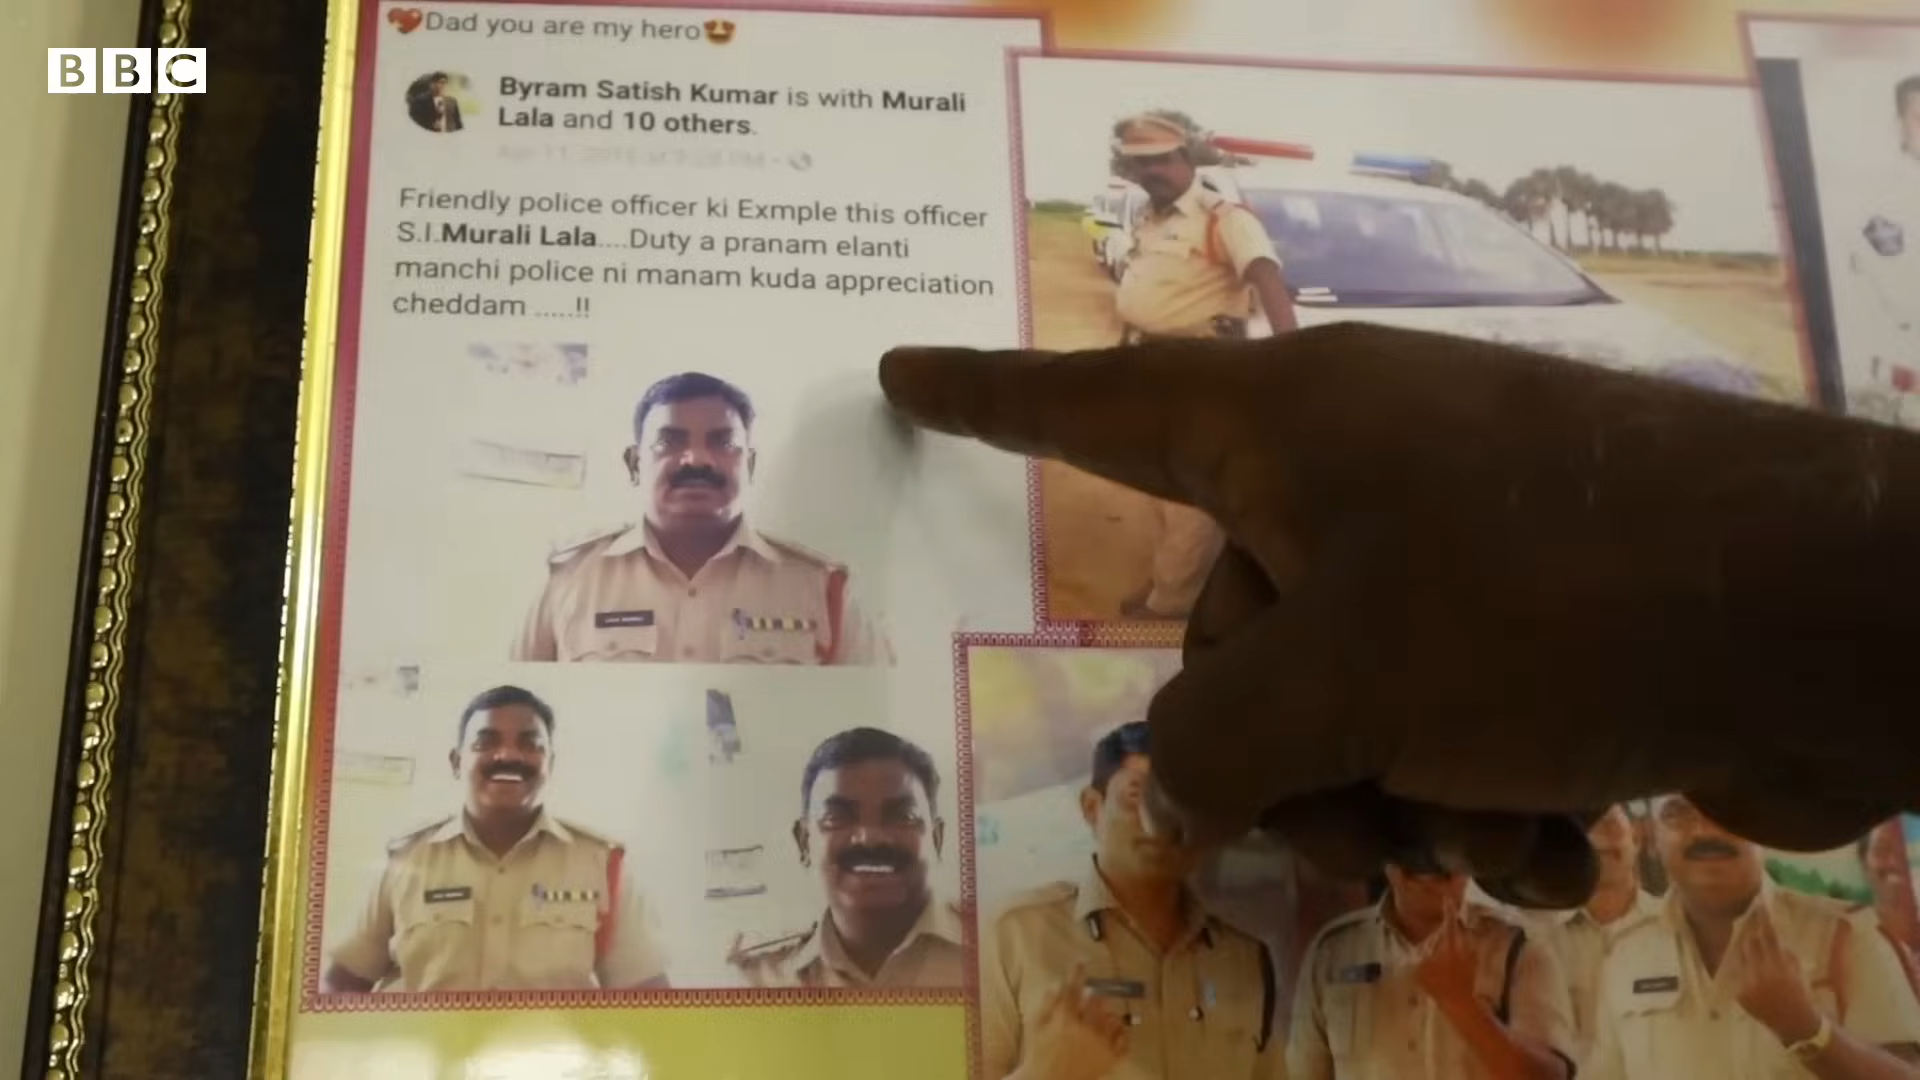 BBC
💖Dad you are my hero🤩
Byram Satish Kumar is with Murali
Lala and 10 others.
Friendly police officer ki Exmple this officer
S.I.Murali Lala....Duty a pranam elanti
manchi police ni manam kuda appreciation
cheddam .....!!